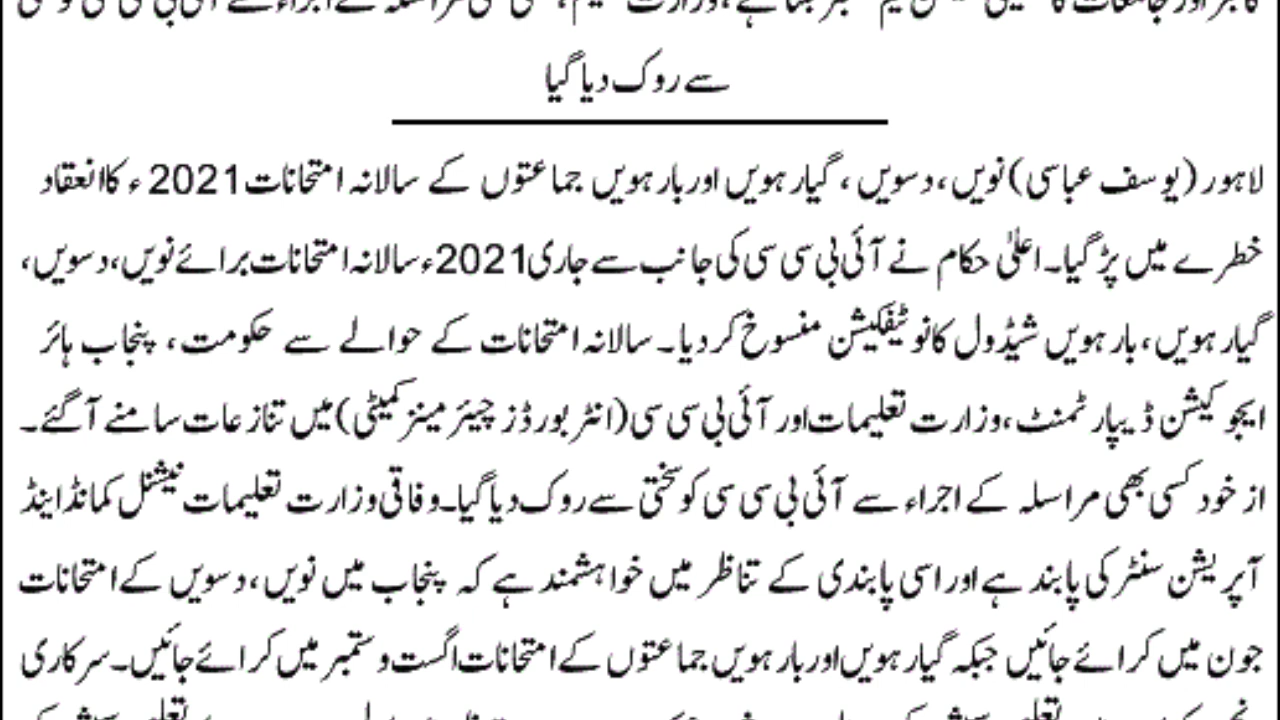 سے روک دیا گیا
لاہور (یوسف عباسی) نویں، دسویں، گیارہویں اور بارہویں جماعتوں کے سالانہ امتحانات 2021ء کا انعقاد
خطرے میں پڑ گیا۔ اعلیٰ حکام نے آئی بی سی سی کی جانب سے جاری 2021ء سالانہ امتحانات برائے نویں، دسویں،
گیارہویں، بارہویں شیڈول کا نوٹیفکیشن منسوخ کر دیا۔ سالانہ امتحانات کے حوالے سے حکومت، پنجاب ہائر
ایجوکیشن ڈیپارٹمنٹ، وزارت تعلیمات اور آئی بی سی سی (انٹر بورڈز چیئر مینز کمیٹی) میں تنازعات سامنے آ گئے۔
از خود کسی بھی مراسلہ کے اجراء سے آئی بی سی سی کو سختی سے روک دیا گیا۔ وفاقی وزارت تعلیمات نیشنل کمانڈ اینڈ
آپریشن سنٹر کی پابند ہے اور اسی پابندی کے تناظر میں خواہشمند ہے کہ پنجاب میں نویں، دسویں کے امتحانات
جون میں کرائے جائیں جبکہ گیارہویں اور بارہویں جماعتوں کے امتحانات اگست و ستمبر میں کرائے جائیں۔ سرکاری